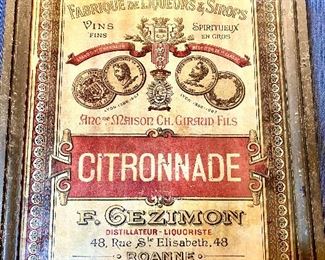 FABRIQUE DE LIQUEURS & SIROPS
VINS
FINS
SPIRITUEUX
EN GROS
ANCNE MAISON CH. GIRAUD FILS
CITRONNADE
F. GEZIMON
DISTILLATEUR - LIQUORISTE
48, Rue Ste Elisabeth, 48
ROANNE